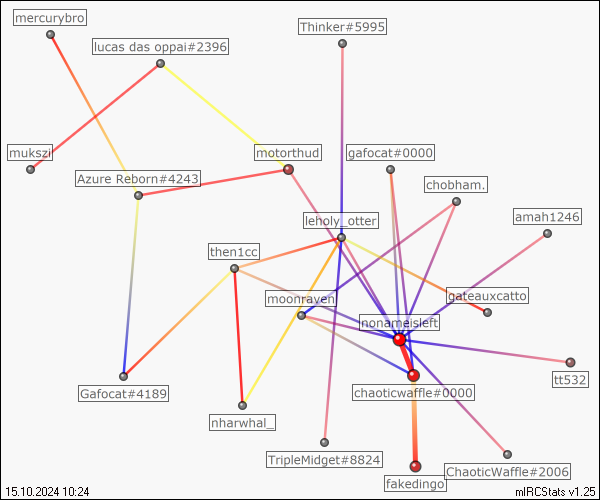 mercurybro
Thinker#5995
lucas das oppai#2396
mukszi
motorthud
gafocat#0000
Azure Reborn#4243
chobham.
leholy_otter
amah1246
then1cc
moonraven
gateauxcatto
nonameisleft
tt532
Gafocat#4189
chaoticwaffle#0000
nharwhal_
TripleMidget#8824
ChaoticWaffle#2006
fakedingo
15.10.2024 10:24
mIRCStats v1.25